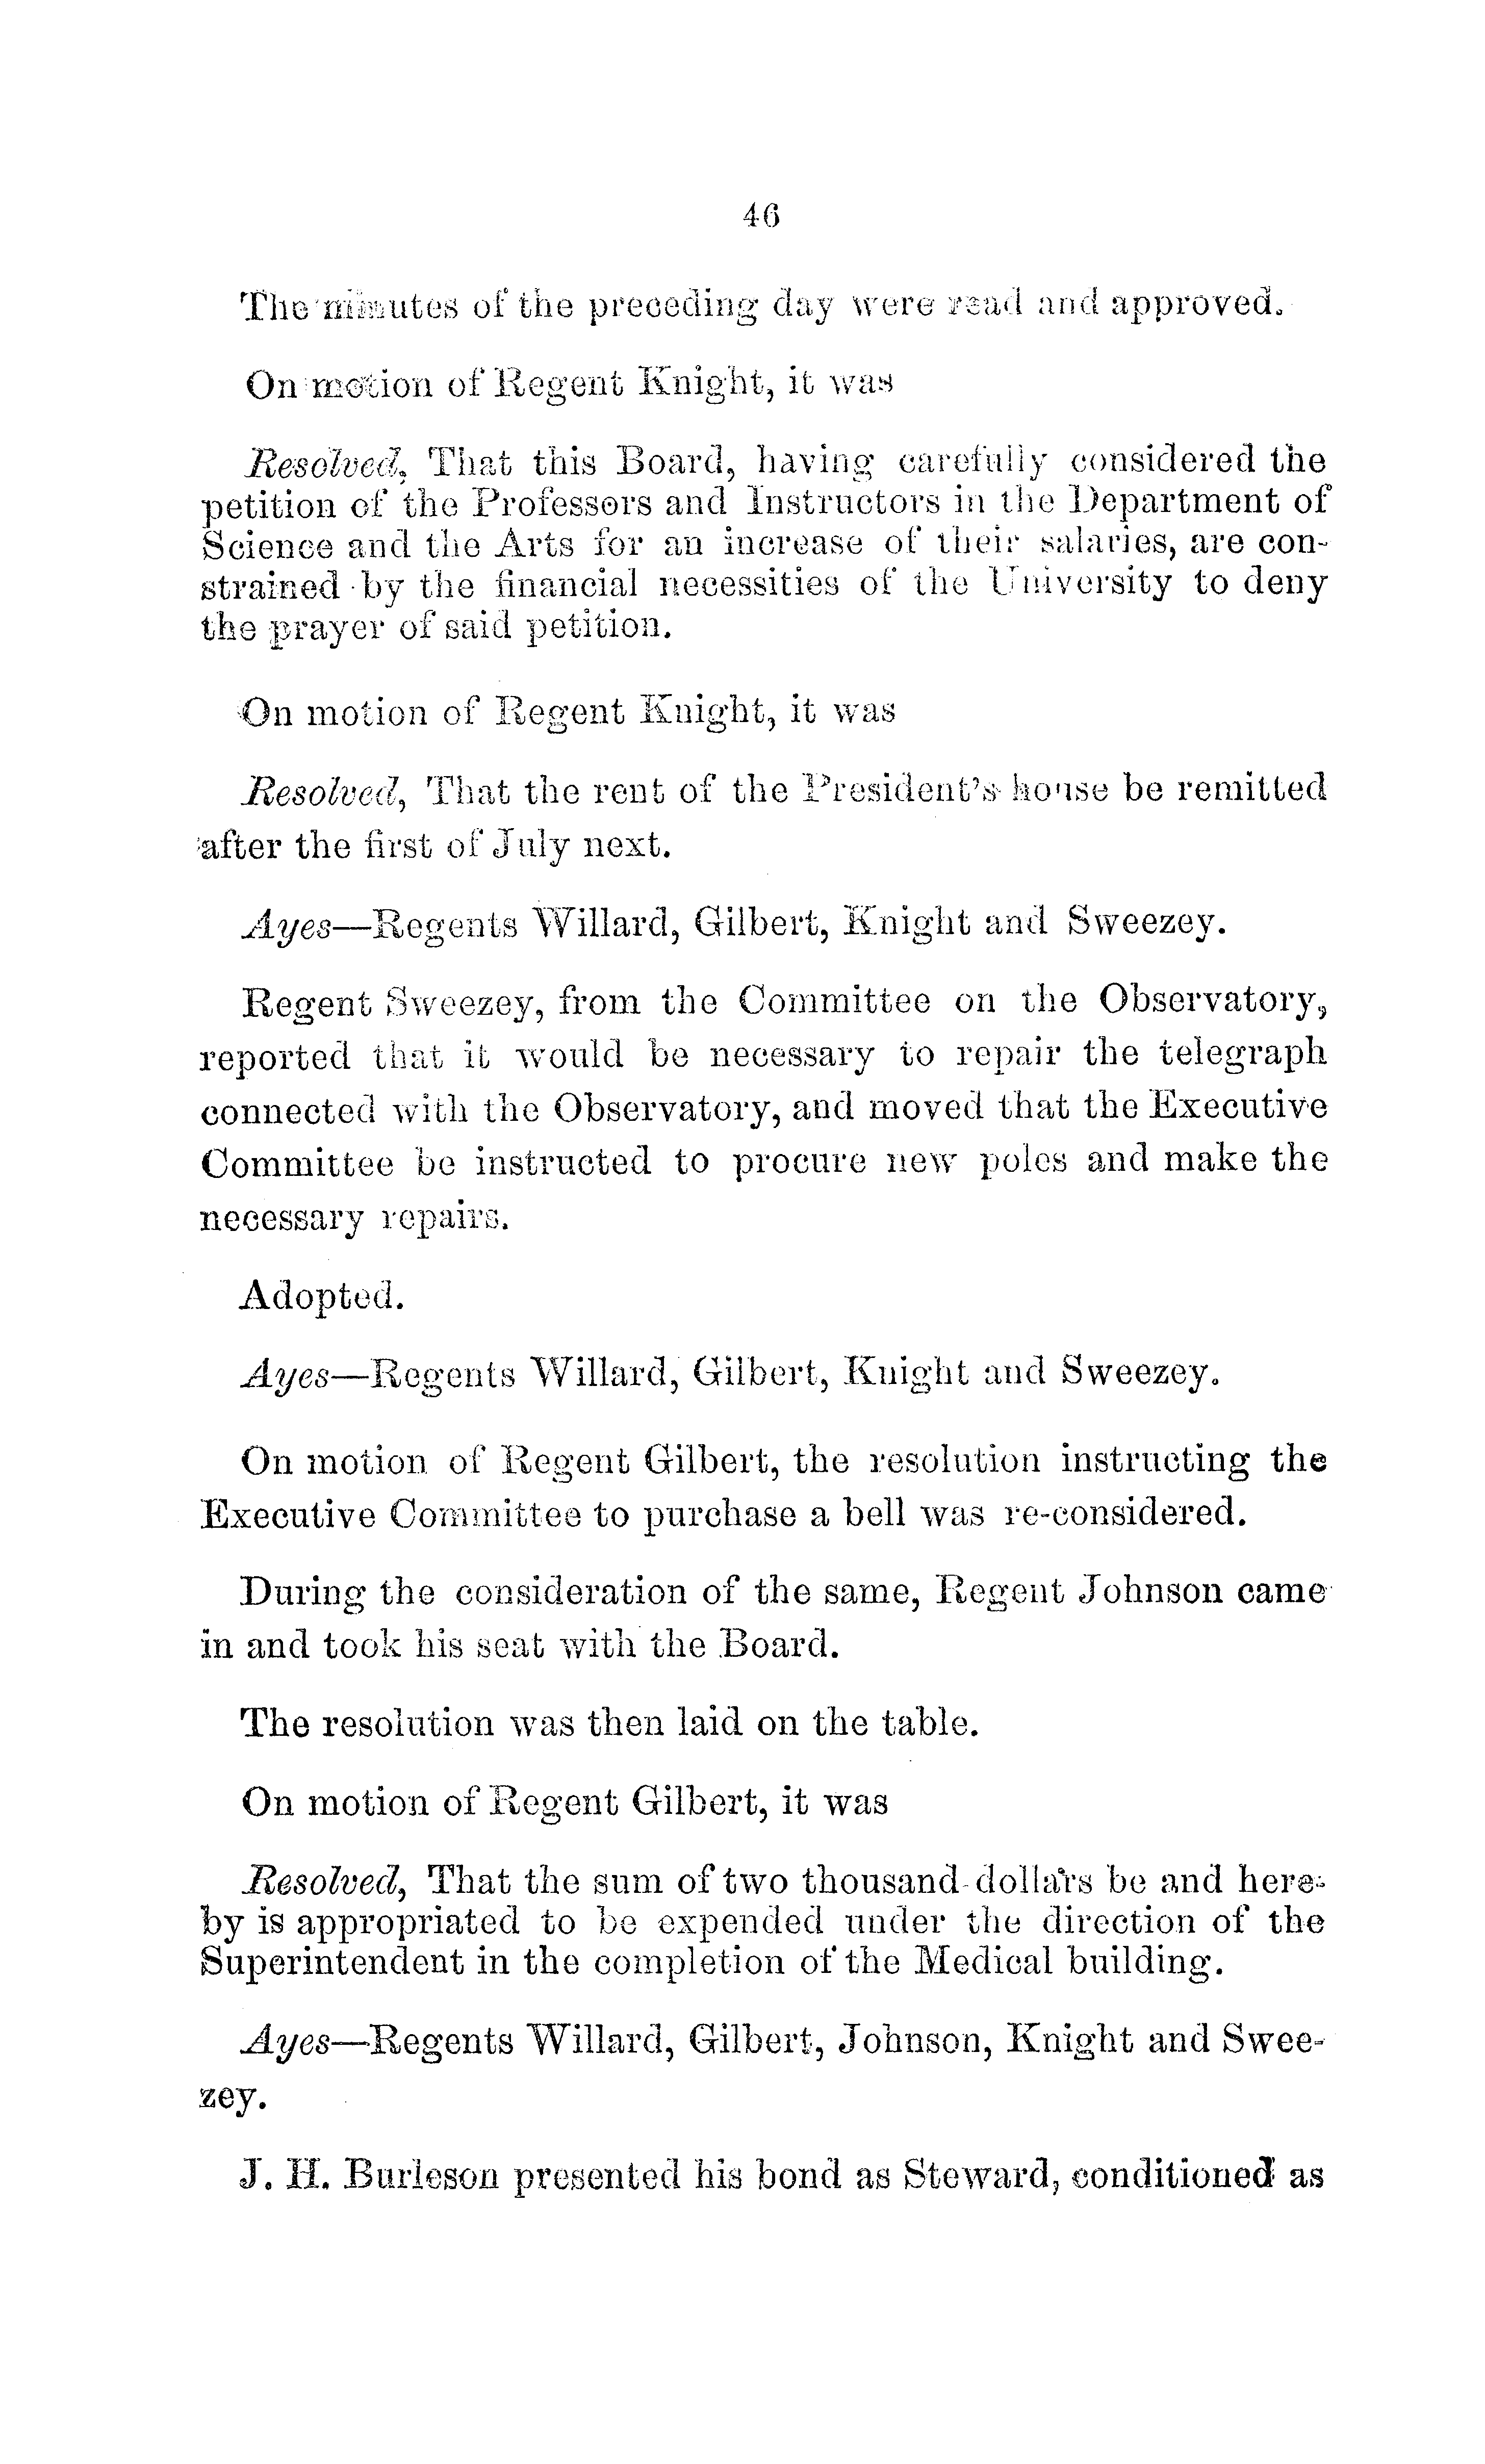 46
The minutes of the preceding day were read and approved.
On motion of Regent Knight, it was
Resolved, That this Board, having carefully considered the
petition of the Professors and Instructors in the Department of
Science and the Arts for an increase of their salaries, are con-
strained by the financial necessities of the University to deny
the prayer of said petition.
On motion of Regent Knight, it was
Resolved, That the rent of the President's house be remitted
after the first of July next.
Ayes—Regents Willard, Gilbert, Knight and Sweezey.
Regent Sweezey, from the Committee on the Observatory,
reported that it would be necessary to repair the telegraph
connected with the Observatory, and moved that the Executive
Committee be instructed to procure new poles and make the
necessary repairs.
Adopted.
Ayes—Regents Willard, Gilbert, Knight and Sweezey.
On motion of Regent Gilbert, the resolution instructing the
Executive Committee to purchase a bell was re-considered.
During the consideration of the same, Regent Johnson came
in and took his seat with the Board.
The resolution was then laid on the table.
On motion of Regent Gilbert, it was
Resolved, That the sum of two thousand dollars be and here-
by is appropriated to be expended under the direction of the
Superintendent in the completion of the Medical building.
Ayes—Regents Willard, Gilbert, Johnson, Knight and Swee-
zey.
J. H. Burleson presented his bond as Steward, conditioned as